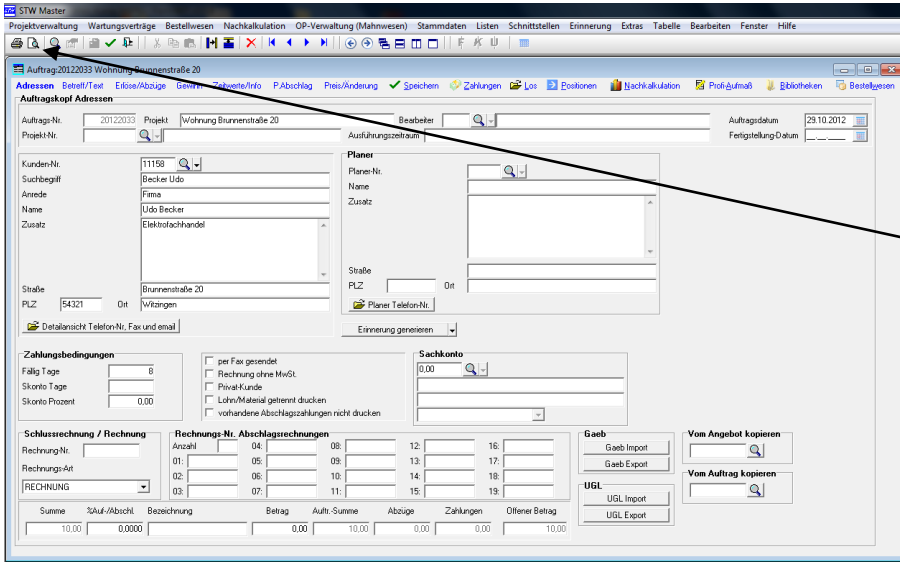 STW Master
Projektverwaltung Wartungsverträge Bestellwesen Nachkalkulation OP-Verwaltung (Mahnwesen) Stammdaten Listen Schnittstellen Erinnerung Extras Tabelle Bearbeiten Fenster Hilfe
F K U
Auftrag:20122033 Wohnung Brunnenstraße 20
Adressen Betreff/Text Erlöse/Abzüge Gewinn Zeitwerte/Info P.Abschlag Preis/Änderung Speichern Zahlungen Los Positionen Nachkalkulation Profi-Aufmaß Bibliotheken Bestellwesen
Auftragskopf Adressen
Auftrags-Nr. 20122033 Projekt Wohnung Brunnenstraße 20 Bearbeiter Auftragsdatum 29.10.2012
Projekt-Nr. Ausführungszeitraum Fertigstellung-Datum __.__.____
Kunden-Nr. 11158
Suchbegriff Becker Udo
Anrede Firma
Name Udo Becker
Zusatz Elektrofachhandel
Straße Brunnenstraße 20
PLZ 54321 Ort Witzingen
Detailansicht Telefon-Nr, Fax und email
Planer
Planer-Nr.
Name
Zusatz
Straße
PLZ Ort
Planer Telefon-Nr.
Erinnerung generieren
Zahlungsbedingungen
Fällig Tage 8
Skonto Tage
Skonto Prozent 0,00
per Fax gesendet
Rechnung ohne MwSt.
Privat-Kunde
Lohn/Material getrennt drucken
vorhandene Abschlagszahlungen nicht drucken
Sachkonto
0,00
Schlussrechnung / Rechnung
Rechnung-Nr.
Rechnungs-Art
RECHNUNG
Rechnungs-Nr. Abschlagsrechnungen
Anzahl 04: 08: 12: 16:
01: 05: 09: 13: 17:
02: 06: 10: 14: 18:
03: 07: 11: 15: 19:
Gaeb
Gaeb Import
Gaeb Export
UGL
UGL Import
UGL Export
Vom Angebot kopieren
Vom Auftrag kopieren
Summe %Auf-/Abschl. Bezeichnung Betrag Auftr.-Summe Abzüge Zahlungen Offener Betrag
10,00 0,0000 0,00 10,00 0,00 0,00 10,00